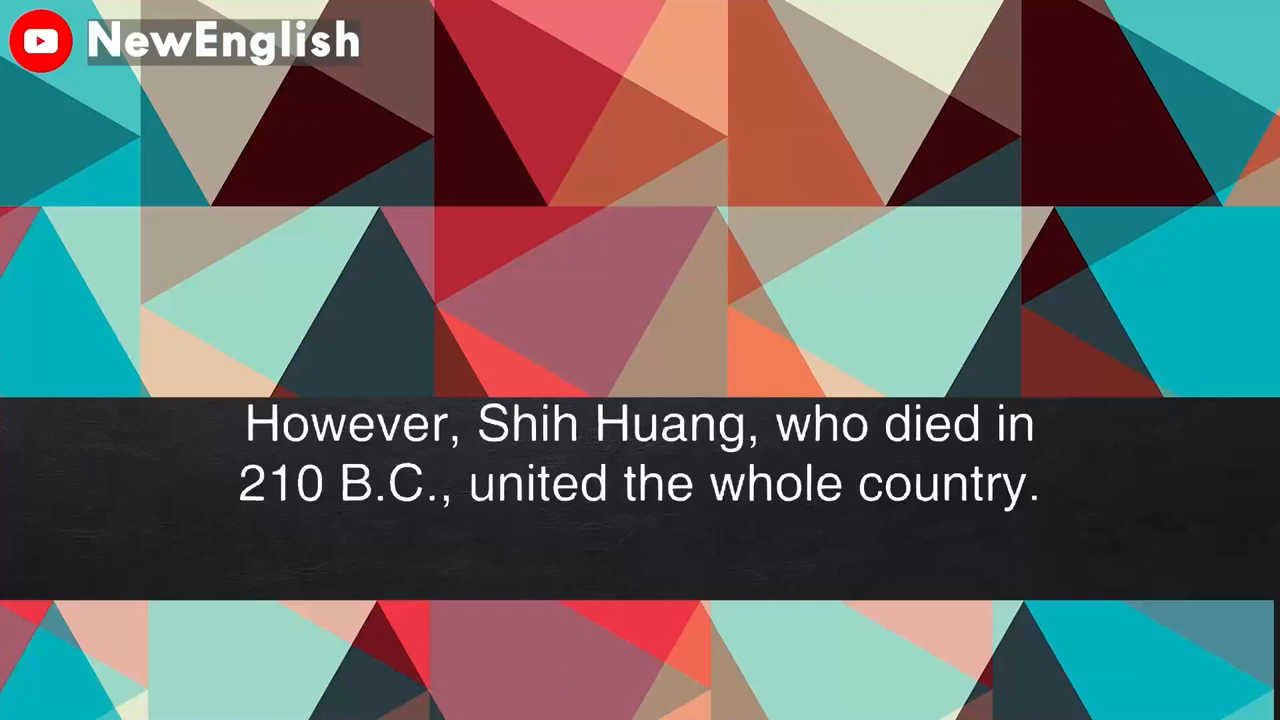 NewEnglish
However, Shih Huang, who died in
210 B.C., united the whole country.